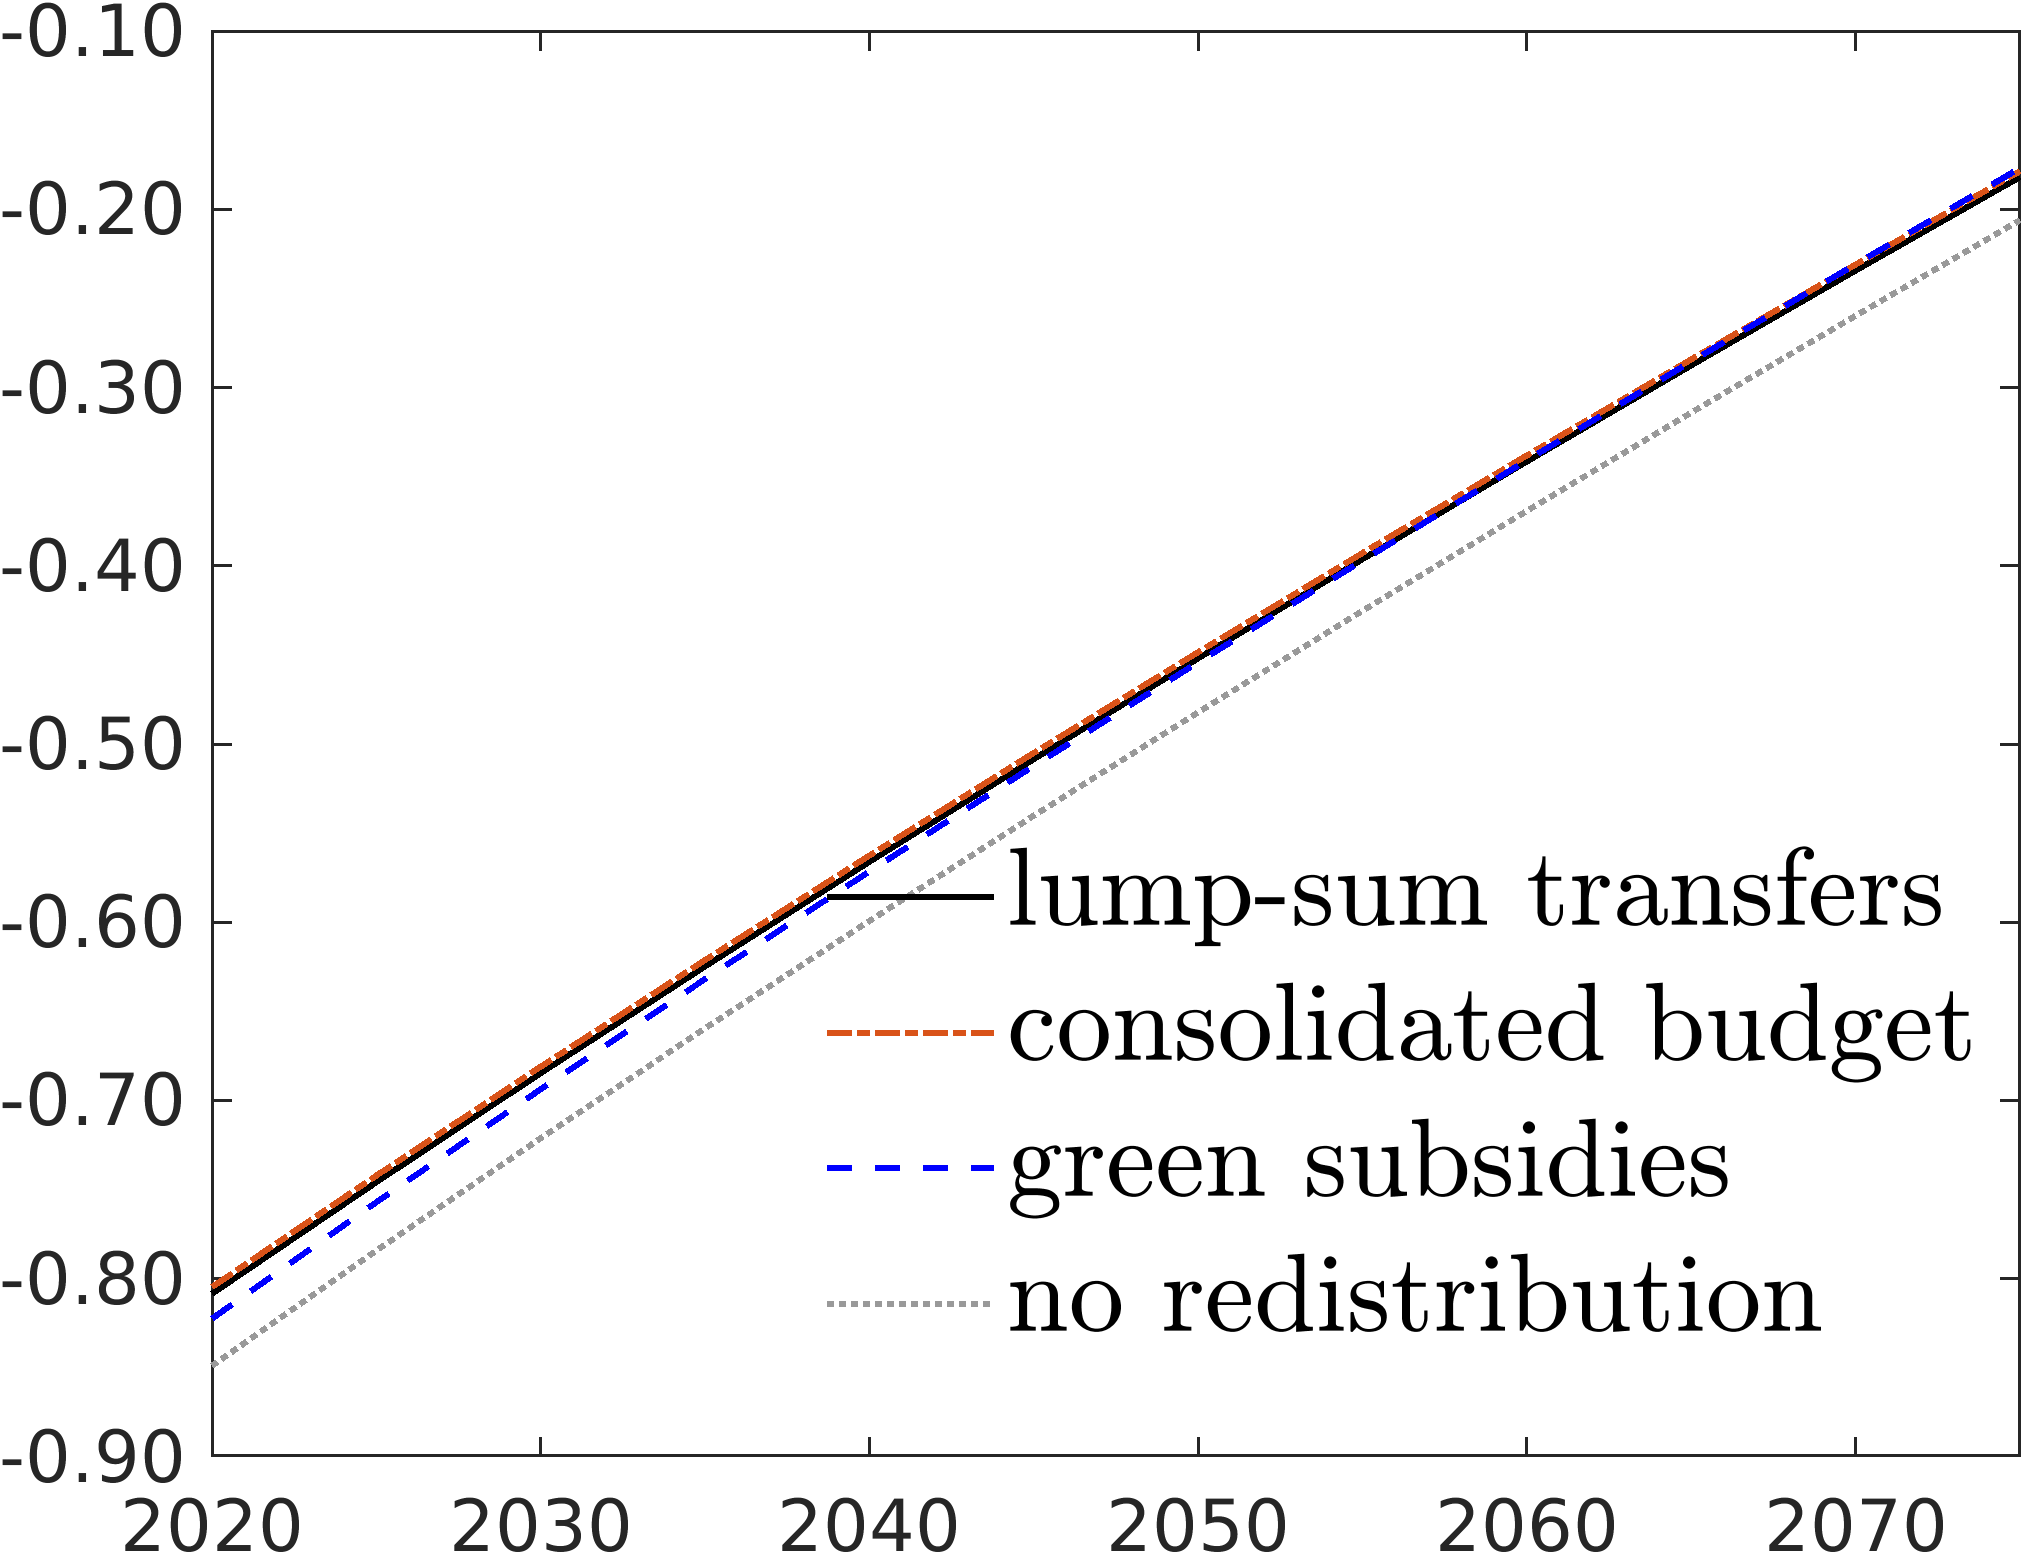 -0.10
-0.20
-0.30
-0.40
-0.50
-0.60
-0.70
-0.80
-0.90
lump-sum transfers
consolidated budget
green subsidies
no redistribution
2020 2030 2040 2050 2060 2070